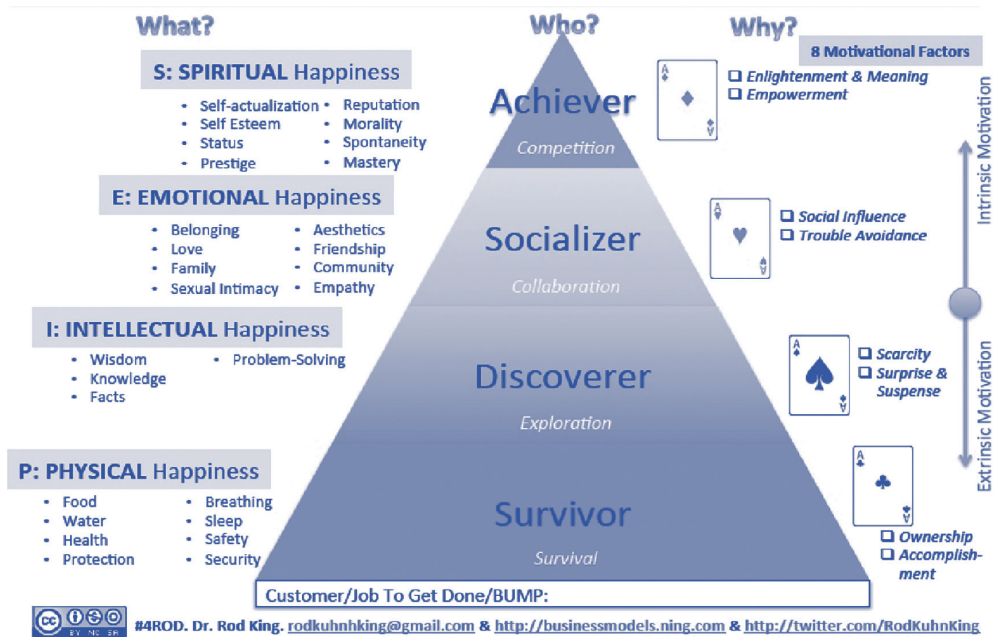 What?
Who?
Why?
8 Motivational Factors
S: SPIRITUAL Happiness
• Self-actualization
• Self Esteem
• Status
• Prestige
• Reputation
• Morality
• Spontaneity
• Mastery
Achiever
Competition
A
A
❑ Enlightenment & Meaning
❑ Empowerment
Intrinsic Motivation
E: EMOTIONAL Happiness
• Belonging
• Love
• Family
• Sexual Intimacy
• Aesthetics
• Friendship
• Community
• Empathy
Socializer
Collaboration
A
A
❑ Social Influence
❑ Trouble Avoidance
I: INTELLECTUAL Happiness
• Wisdom
• Knowledge
• Facts
• Problem-Solving
Discoverer
Exploration
A
A
❑ Scarcity
❑ Surprise &
Suspense
Extrinsic Motivation
P: PHYSICAL Happiness
• Food
• Water
• Health
• Protection
• Breathing
• Sleep
• Safety
• Security
Survivor
Survival
A
A
❑ Ownership
❑ Accomplish-
ment
Customer/Job To Get Done/BUMP:
cc BY NC SA
#4ROD. Dr. Rod King. rodkuhnhking@gmail.com & http://businessmodels.ning.com & http://twitter.com/RodKuhnKing